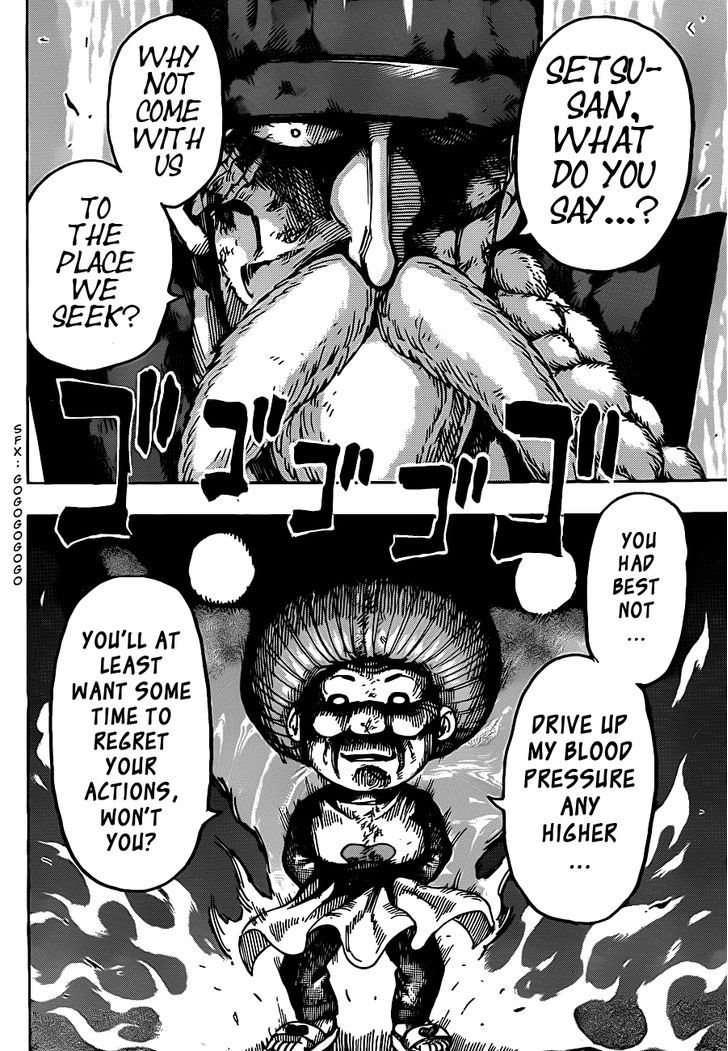 SETSU-
SAN,
WHAT
DO YOU
SAY...?
WHY
NOT
COME
WITH
US
TO
THE
PLACE
WE
SEEK?
ゴゴゴゴゴ
SFX: GOGOGOGOGO
YOU
HAD
BEST
NOT
...
DRIVE UP
MY BLOOD
PRESSURE
ANY
HIGHER
...
YOU'LL AT
LEAST
WANT SOME
TIME TO
REGRET
YOUR
ACTIONS,
WON'T
YOU?